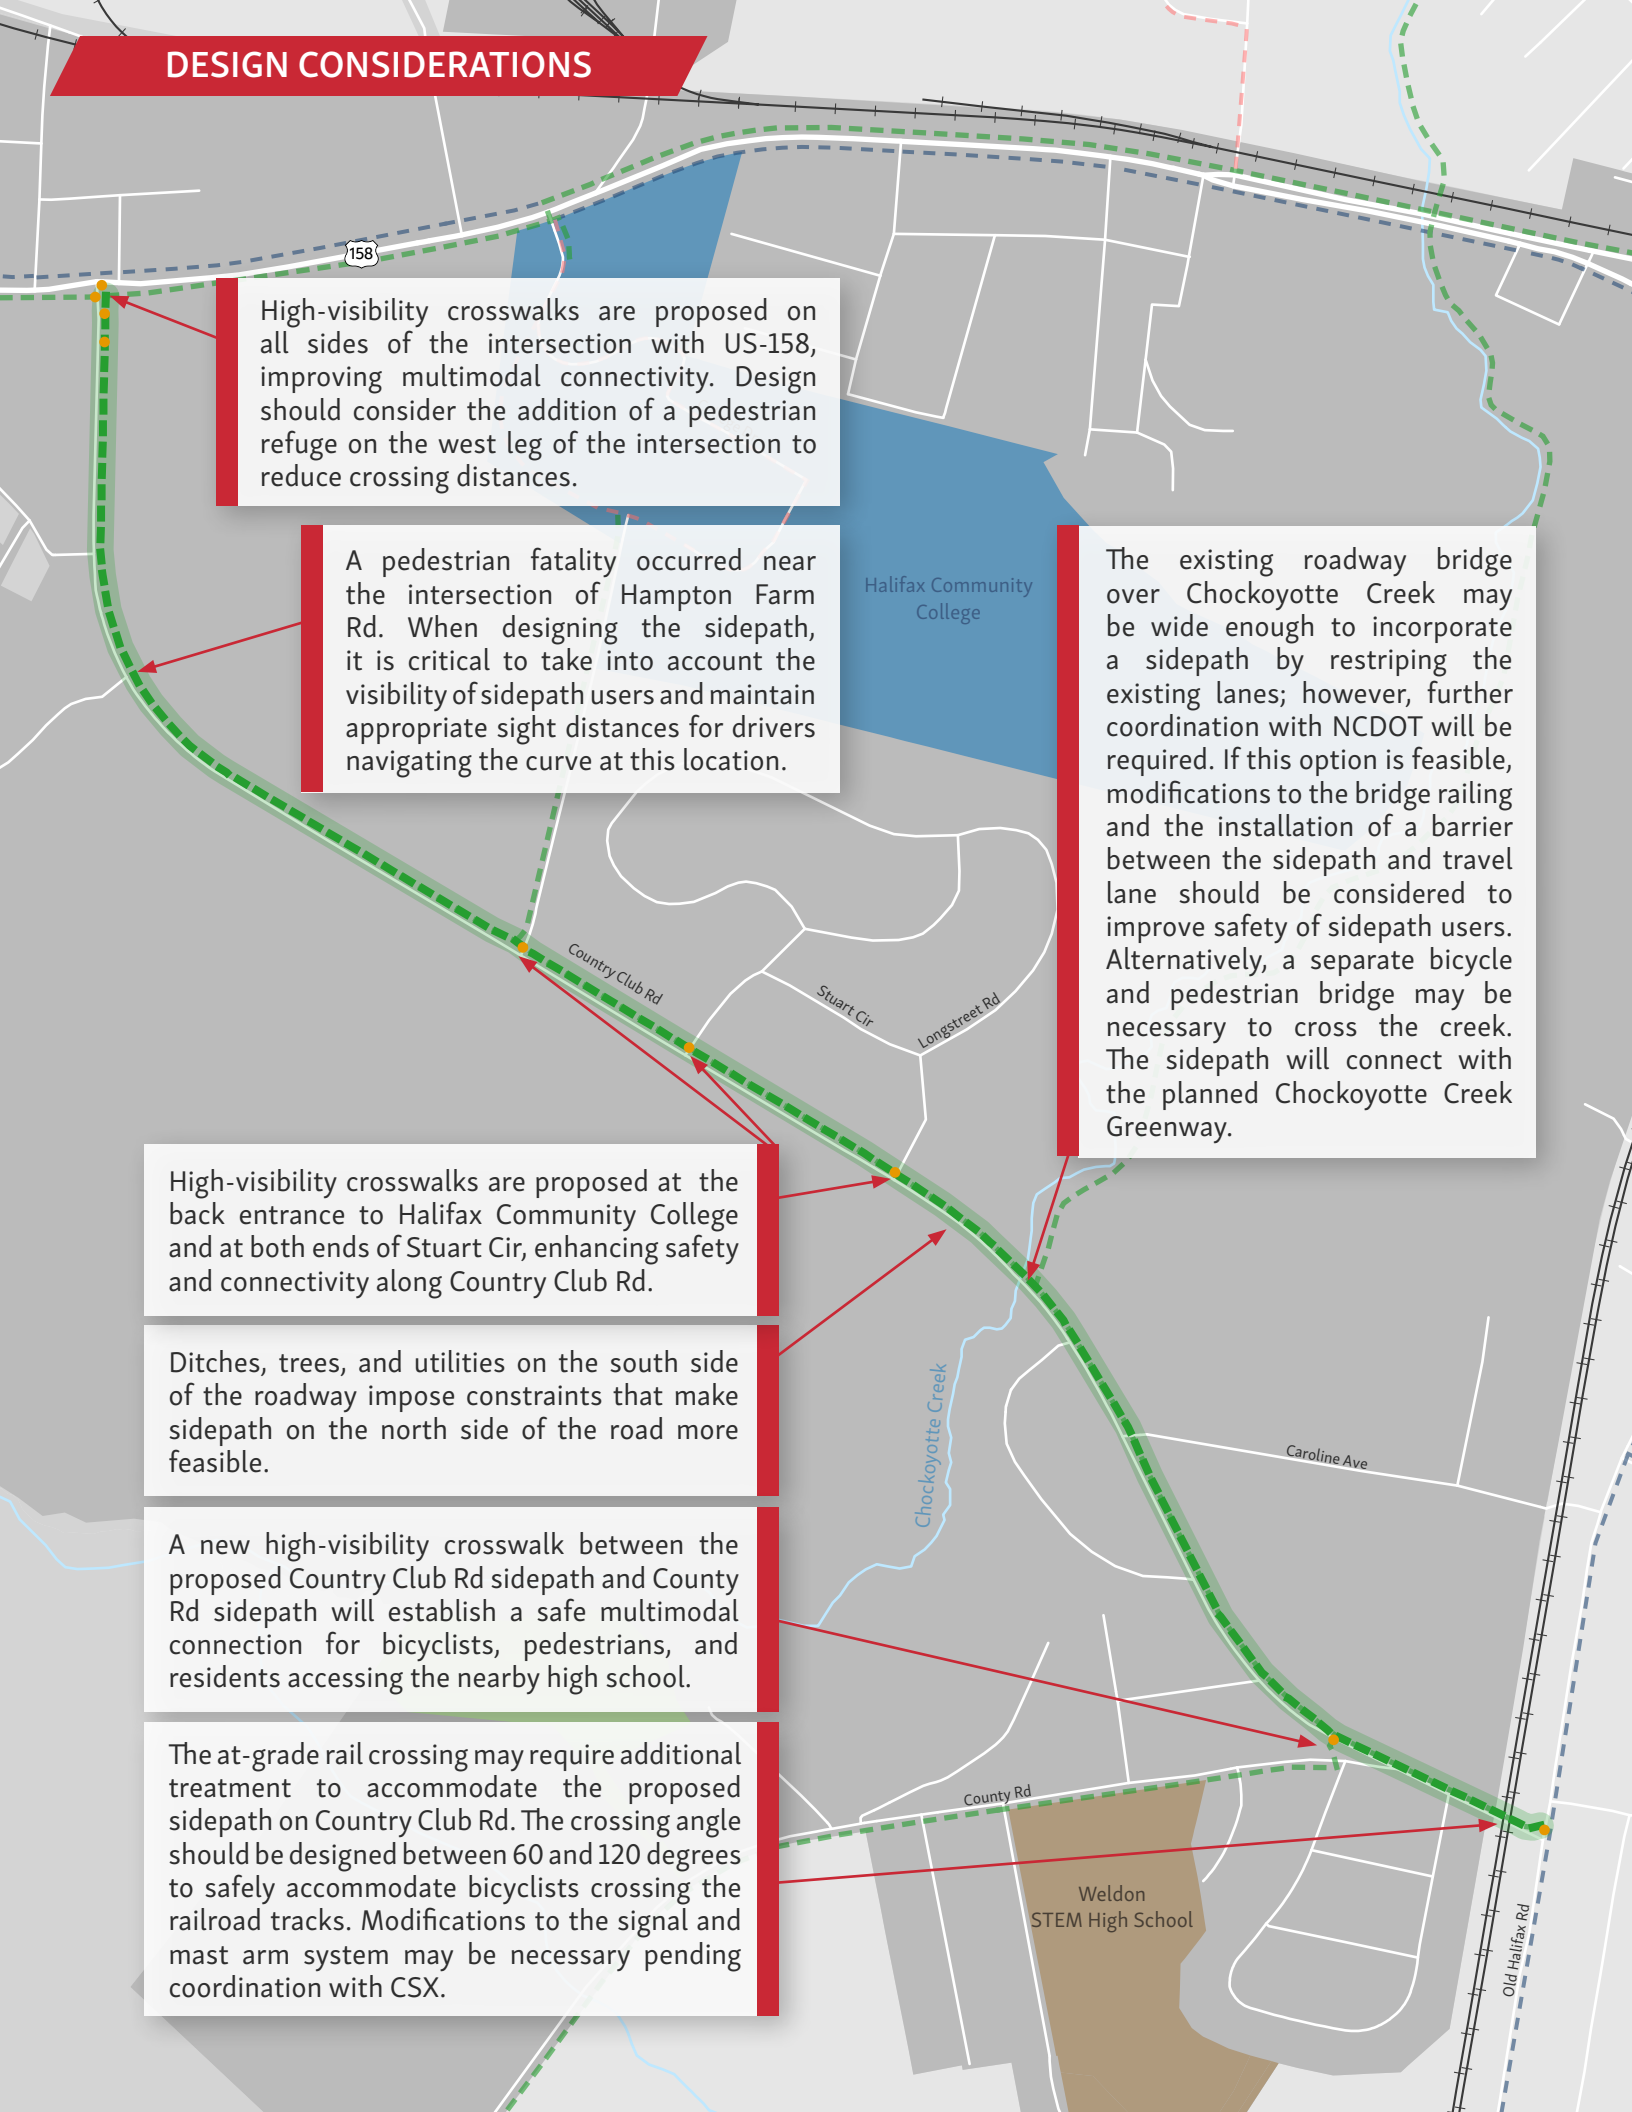 DESIGN CONSIDERATIONS
158
High-visibility crosswalks are proposed on
all sides of the intersection with US-158,
improving multimodal connectivity. Design
should consider the addition of a pedestrian
refuge on the west leg of the intersection to
reduce crossing distances.
A pedestrian fatality occurred near
the intersection of Hampton Farm
Rd. When designing the sidepath,
it is critical to take into account the
visibility of sidepath users and maintain
appropriate sight distances for drivers
navigating the curve at this location.
Halifax Community
College
The existing roadway bridge
over Chockoyotte Creek may
be wide enough to incorporate
a sidepath by restriping the
existing lanes; however, further
coordination with NCDOT will be
required. If this option is feasible,
modifications to the bridge railing
and the installation of a barrier
between the sidepath and travel
lane should be considered to
improve safety of sidepath users.
Alternatively, a separate bicycle
and pedestrian bridge may be
necessary to cross the creek.
The sidepath will connect with
the planned Chockoyotte Creek
Greenway.
Country Club Rd
Stuart Cir
Longstreet Rd
High-visibility crosswalks are proposed at the
back entrance to Halifax Community College
and at both ends of Stuart Cir, enhancing safety
and connectivity along Country Club Rd.
Ditches, trees, and utilities on the south side
of the roadway impose constraints that make
sidepath on the north side of the road more
feasible.
Chockoyotte Creek
Caroline Ave
A new high-visibility crosswalk between the
proposed Country Club Rd sidepath and County
Rd sidepath will establish a safe multimodal
connection for bicyclists, pedestrians, and
residents accessing the nearby high school.
The at-grade rail crossing may require additional
treatment to accommodate the proposed
sidepath on Country Club Rd. The crossing angle
should be designed between 60 and 120 degrees
to safely accommodate bicyclists crossing the
railroad tracks. Modifications to the signal and
mast arm system may be necessary pending
coordination with CSX.
County Rd
Weldon
STEM High School
Old Halifax Rd